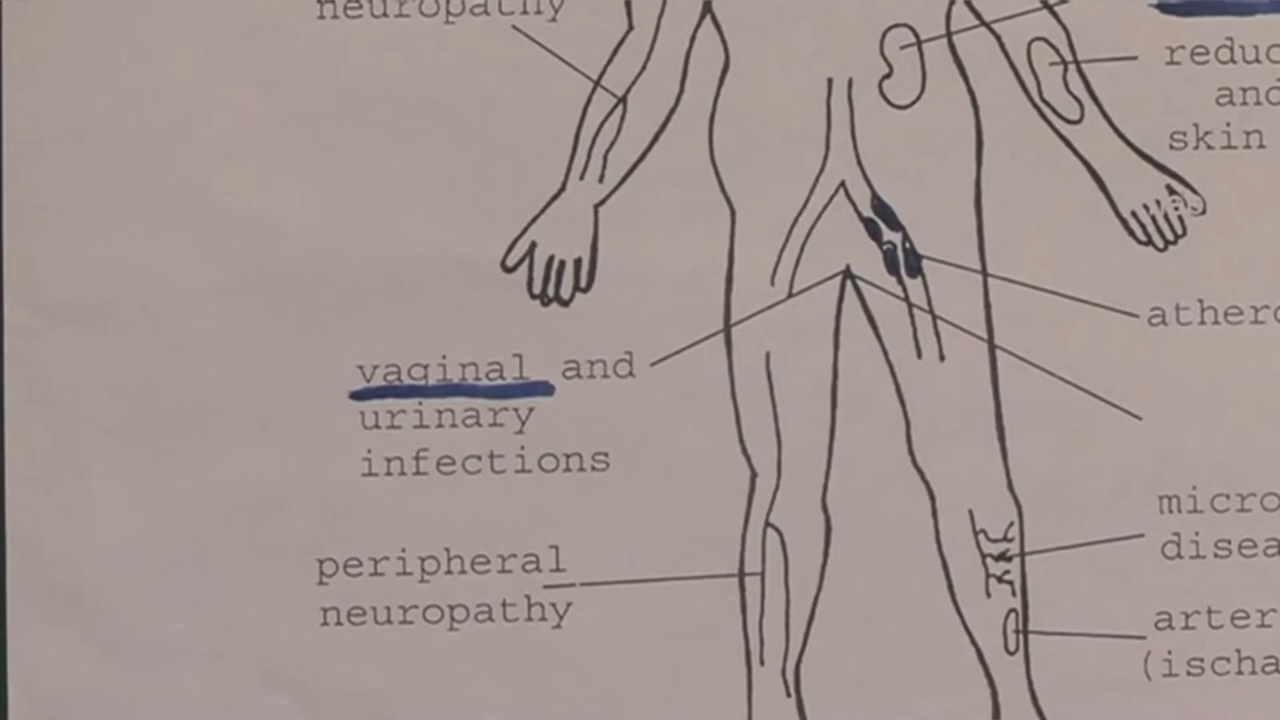 neuropathy
reduc
and
skin
athero
vaginal and
urinary
infections
micro
disea
peripheral
neuropathy
arter
(ischa